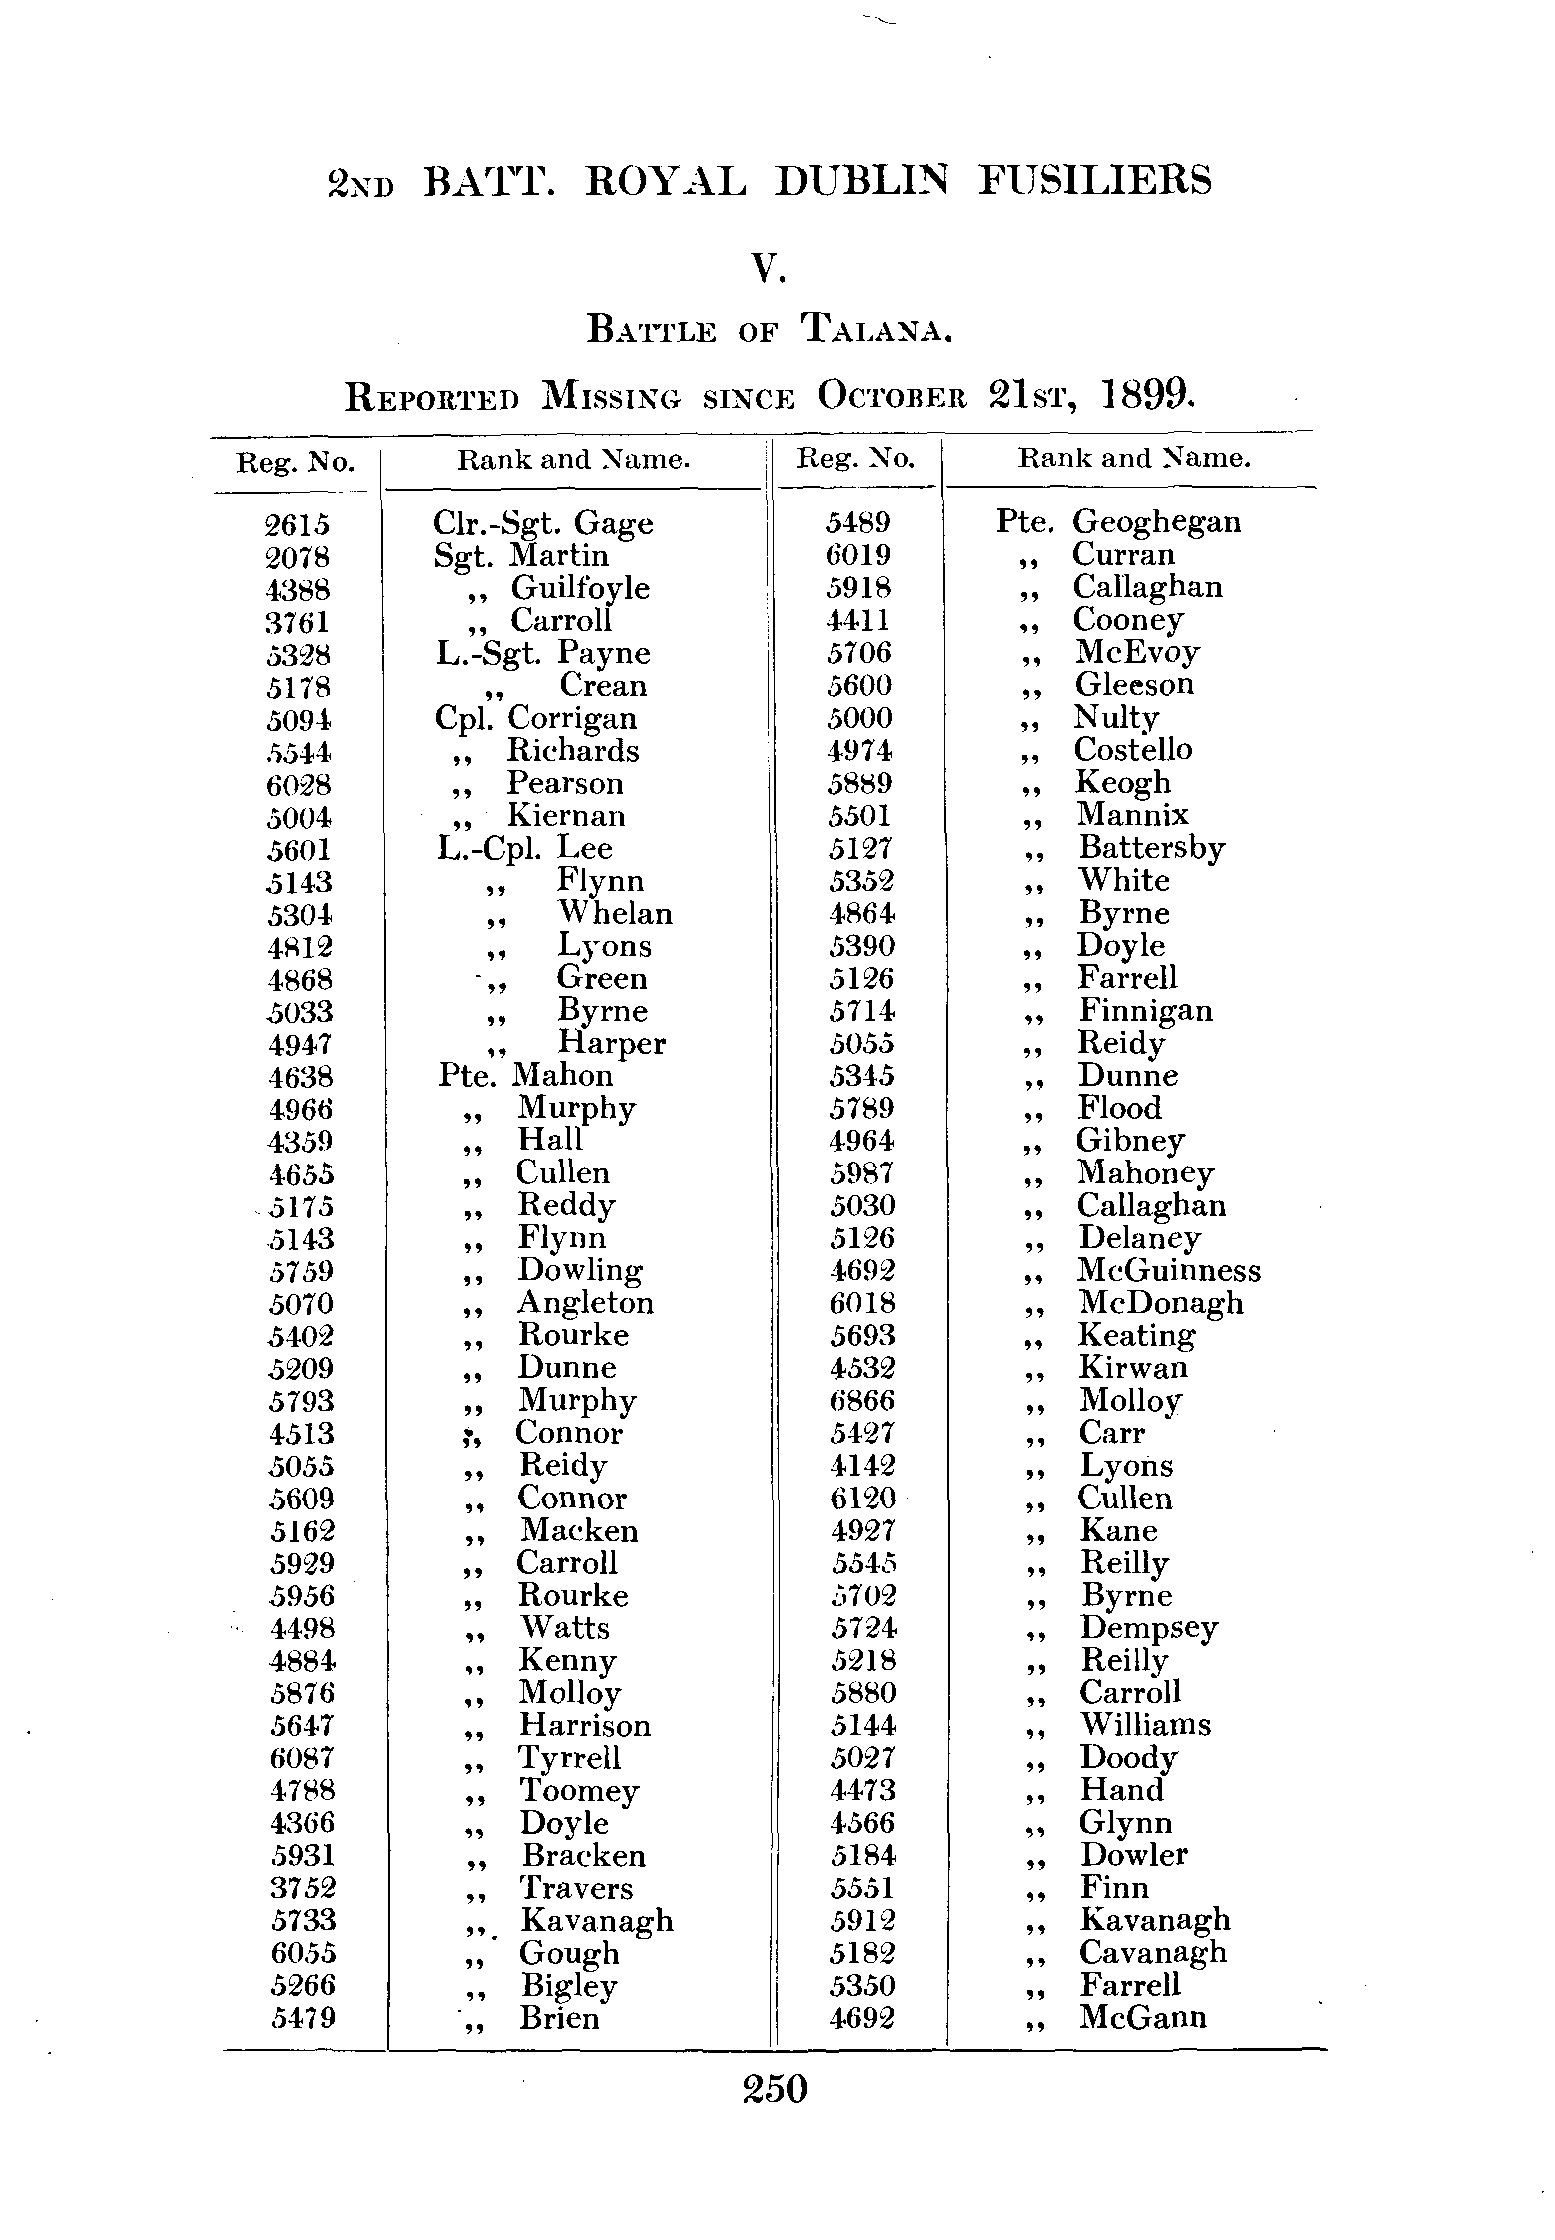 2ND BATT. ROYAL DUBLIN FUSILIERS
V.
BATTLE OF TALANA.
REPORTED MISSING SINCE OCTOBER 21ST, 1899.
Reg. No. Rank and Name. Reg. No. Rank and Name.
2615 Clr.-Sgt. Gage 5489 Pte. Geoghegan
2078 Sgt. Martin 6019 ,, Curran
4388 ,, Guilfoyle 5918 ,, Callaghan
3761 ,, Carroll 4411 ,, Cooney
5328 L.-Sgt. Payne 5706 ,, McEvoy
5178 ,, Crean 5600 ,, Gleeson
5094 Cpl. Corrigan 5000 ,, Nulty
5544 ,, Richards 4974 ,, Costello
6028 ,, Pearson 5889 ,, Keogh
5004 ,, Kiernan 5501 ,, Mannix
5601 L.-Cpl. Lee 5127 ,, Battersby
5143 ,, Flynn 5352 ,, White
5304 ,, Whelan 4864 ,, Byrne
4812 ,, Lyons 5390 ,, Doyle
4868 ,, Green 5126 ,, Farrell
5033 ,, Byrne 5714 ,, Finnigan
4947 ,, Harper 5055 ,, Reidy
4638 Pte. Mahon 5345 ,, Dunne
4966 ,, Murphy 5789 ,, Flood
4359 ,, Hall 4964 ,, Gibney
4655 ,, Cullen 5987 ,, Mahoney
5175 ,, Reddy 5030 ,, Callaghan
5143 ,, Flynn 5126 ,, Delaney
5759 ,, Dowling 4692 ,, McGuinness
5070 ,, Angleton 6018 ,, McDonagh
5402 ,, Rourke 5693 ,, Keating
5209 ,, Dunne 4532 ,, Kirwan
5793 ,, Murphy 6866 ,, Molloy
4513 ,, Connor 5427 ,, Carr
5055 ,, Reidy 4142 ,, Lyons
5609 ,, Connor 6120 ,, Cullen
5162 ,, Macken 4927 ,, Kane
5929 ,, Carroll 5545 ,, Reilly
5956 ,, Rourke 5702 ,, Byrne
4498 ,, Watts 5724 ,, Dempsey
4884 ,, Kenny 5218 ,, Reilly
5876 ,, Molloy 5880 ,, Carroll
5647 ,, Harrison 5144 ,, Williams
6087 ,, Tyrrell 5027 ,, Doody
4788 ,, Toomey 4473 ,, Hand
4366 ,, Doyle 4566 ,, Glynn
5931 ,, Bracken 5184 ,, Dowler
3752 ,, Travers 5551 ,, Finn
5733 ,, Kavanagh 5912 ,, Kavanagh
6055 ,, Gough 5182 ,, Cavanagh
5266 ,, Bigley 5350 ,, Farrell
5479 ,, Brien 4692 ,, McGann
250